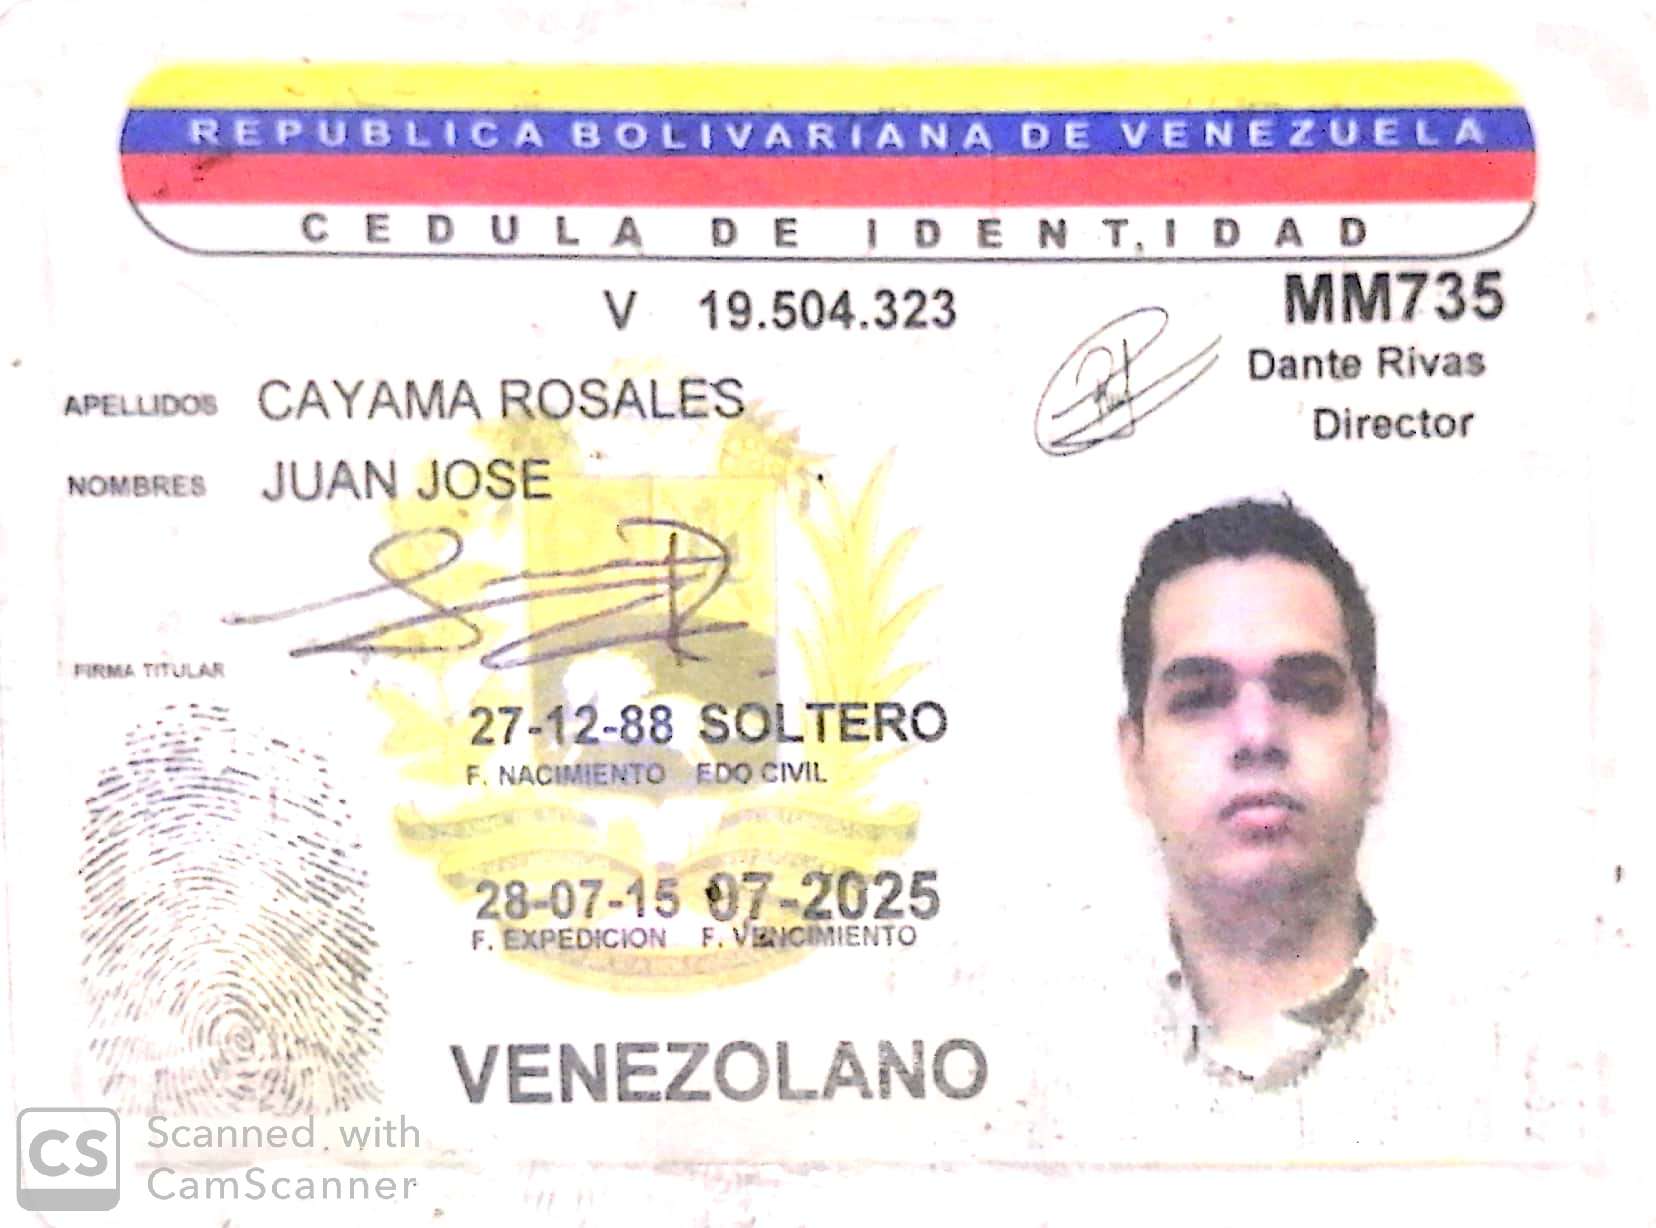 REPUBLICA BOLIVARIANA DE VENEZUELA
CEDULA DE IDENTIDAD
V 19.504.323
MM735
Dante Rivas
Director
APELLIDOS CAYAMA ROSALES
NOMBRES JUAN JOSE
FIRMA TITULAR
27-12-88 SOLTERO
F. NACIMIENTO EDO CIVIL
28-07-15 07-2025
F. EXPEDICION F. VENCIMIENTO
VENEZOLANO
CS Scanned with
CamScanner